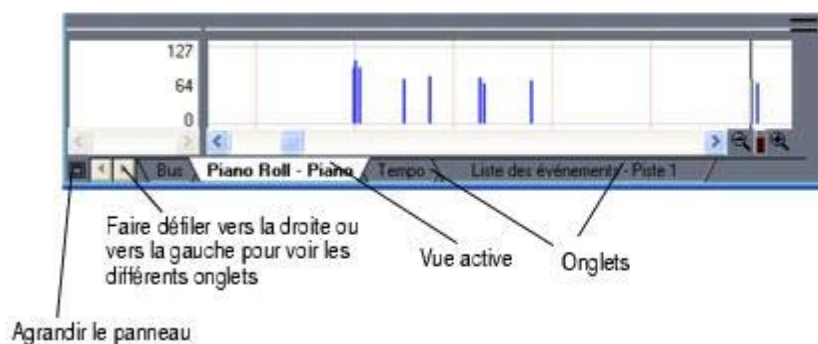 127
64
0
Bus
Piano Roll - Piano
Tempo
Liste des événements - Piste 1
Faire défiler vers la droite ou
vers la gauche pour voir les
différents onglets
Vue active
Onglets
Agrandir le panneau